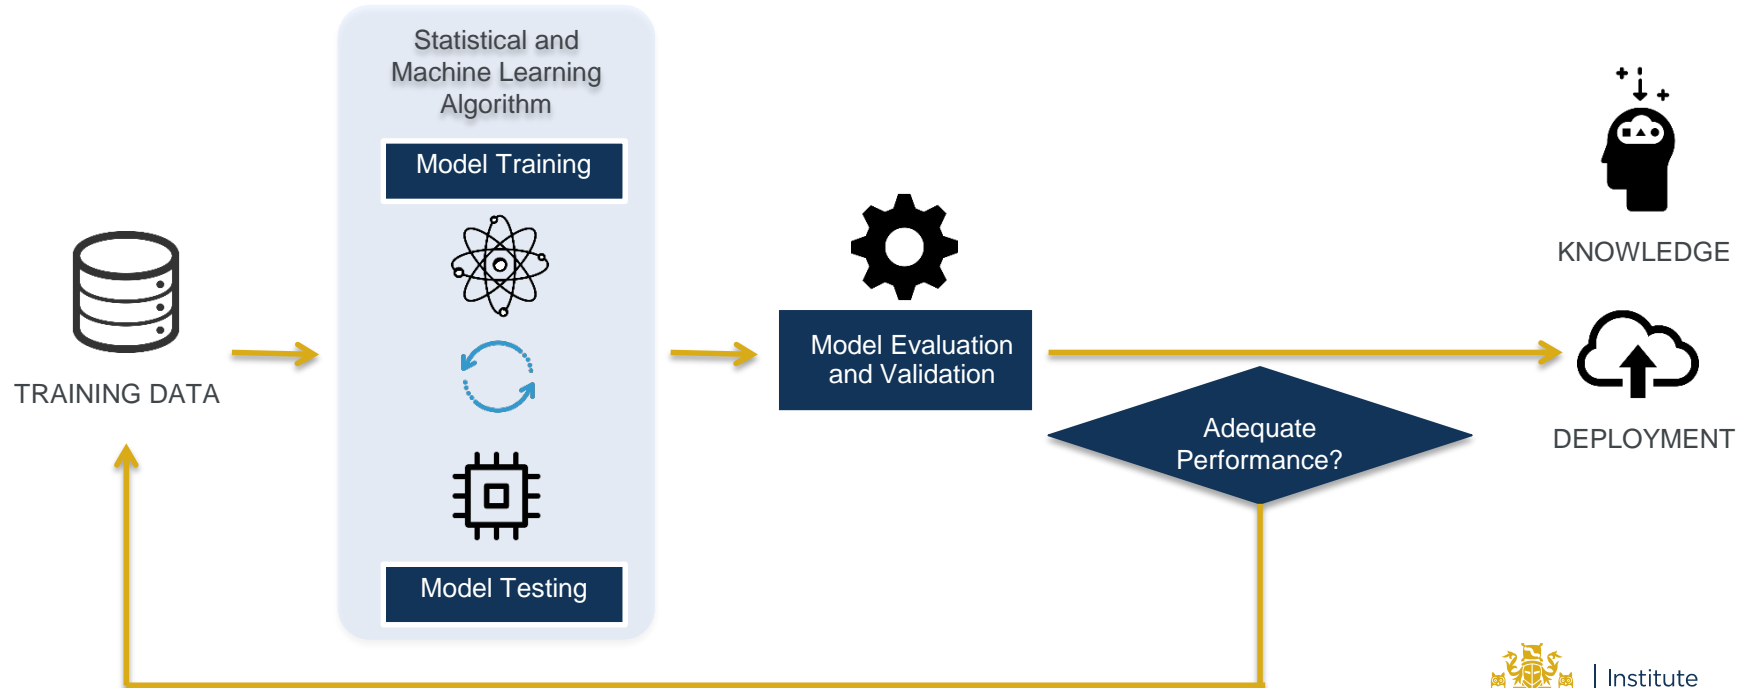 Statistical and
Machine Learning
Algorithm
Model Training
Model Testing
TRAINING DATA
Model Evaluation
and Validation
Adequate
Performance?
KNOWLEDGE
DEPLOYMENT
Institute